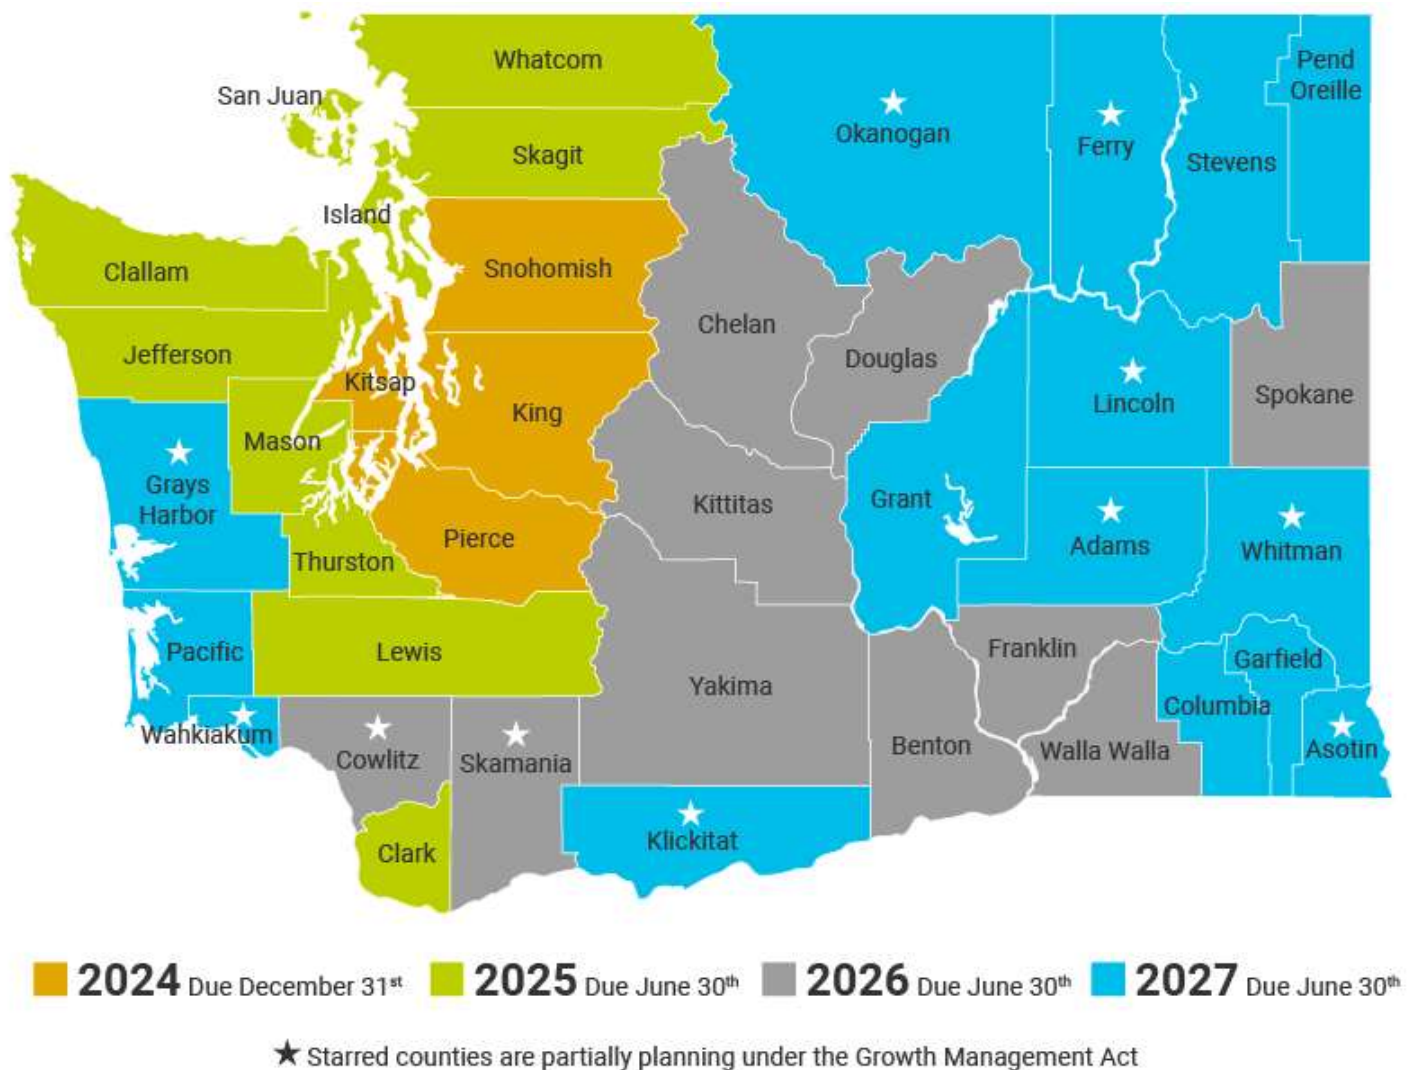 Whatcom
San Juan
Skagit
Island
Clallam
Snohomish
Jefferson
Kitsap
King
Mason
Grays
Harbor
Thurston
Pierce
Pacific
Lewis
Wahkiakum
Cowlitz
Skamania
Clark
Okanogan
Ferry
Stevens
Pend
Oreille
Chelan
Douglas
Lincoln
Spokane
Kittitas
Grant
Adams
Whitman
Yakima
Franklin
Garfield
Columbia
Benton
Walla Walla
Asotin
Klickitat
2024 Due December 31st 2025 Due June 30th 2026 Due June 30th 2027 Due June 30th
★ Starred counties are partially planning under the Growth Management Act